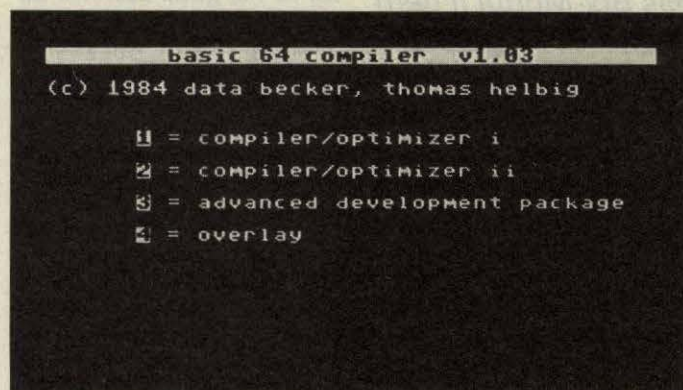 basic 64 compiler v1.03
(c) 1984 data becker, thomas helbig
1 = compiler/optimizer i
2 = compiler/optimizer ii
3 = advanced development package
4 = overlay